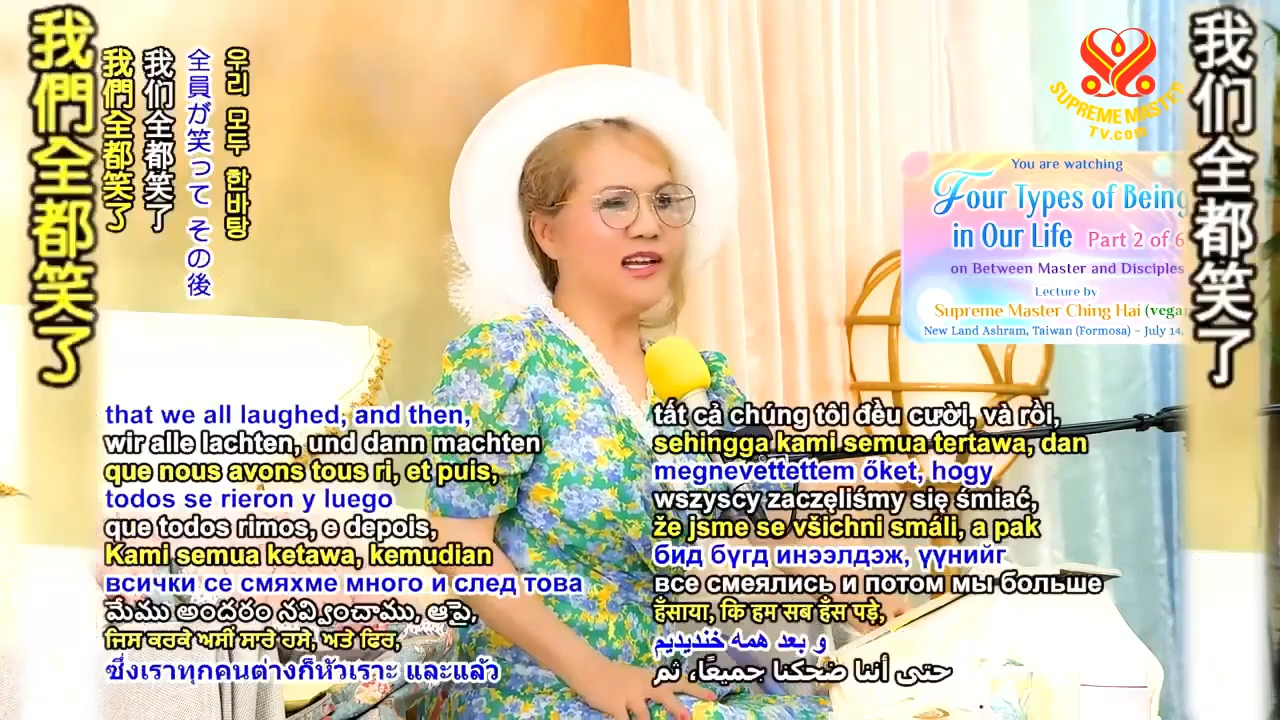 我們全都笑了
我們全都笑了
我们全都笑了
全員が笑って その後
우리 모두 한바탕
SUPREME MASTER
TV.com
You are watching
Four Types of Being
in Our Life Part 2 of 6
on Between Master and Disciples
Lecture by
Supreme Master Ching Hai (vegan
New Land Ashram, Taiwan (Formosa) – July 14,
我们全都笑了
that we all laughed, and then,
wir alle lachten, und dann machten
que nous avons tous ri, et puis,
todos se rieron y luego
que todos rimos, e depois,
Kami semua ketawa, kemudian
всички се смяхме много и след това
మేము అందరం నవ్వించాము, ఆపై,
ਜਿਸ ਕਰਕੇ ਅਸੀਂ ਸਾਰੇ ਹਸੇ, ਅਤੇ ਫਿਰ,
ซึ่งเราทุกคนต่างก็หัวเราะ และแล้ว
tất cả chúng tôi đều cười, và rồi,
sehingga kami semua tertawa, dan
megnevettettem őket, hogy
wszyscy zaczęliśmy się śmiać,
že jsme se všichni smáli, a pak
бид бүгд инээлдэж, үүнийг
все смеялись и потом мы больше
हँसाया, कि हम सब हँस पड़े,
و بعد همه خندیدیم
حتى أننا ضحكنا جميعًا، ثم